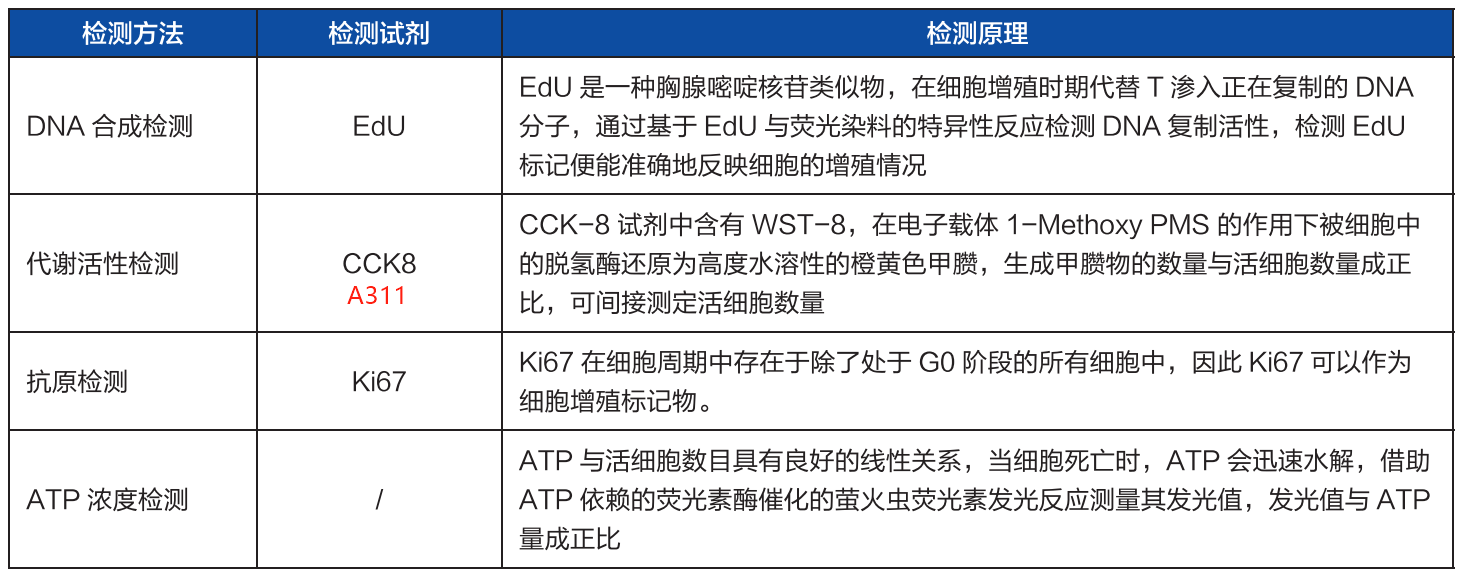 检测方法 检测试剂 检测原理
DNA 合成检测 EdU
EdU 是一种胸腺嘧啶核苷类似物，在细胞增殖时期代替 T 渗入正在复制的 DNA
分子，通过基于 EdU 与荧光染料的特异性反应检测 DNA 复制活性，检测 EdU
标记便能准确地反映细胞的增殖情况
代谢活性检测 CCK8
A311
CCK-8 试剂中含有 WST-8，在电子载体 1-Methoxy PMS 的作用下被细胞中
的脱氢酶还原为高度水溶性的橙黄色甲臜，生成甲臜物的数量与活细胞数量成正
比，可间接测定活细胞数量
抗原检测 Ki67
Ki67 在细胞周期中存在于除了处于 G0 阶段的所有细胞中，因此 Ki67 可以作为
细胞增殖标记物。
ATP 浓度检测 /
ATP 与活细胞数目具有良好的线性关系，当细胞死亡时，ATP 会迅速水解，借助
ATP 依赖的荧光素酶催化的萤火虫荧光素发光反应测量其发光值，发光值与 ATP
量成正比